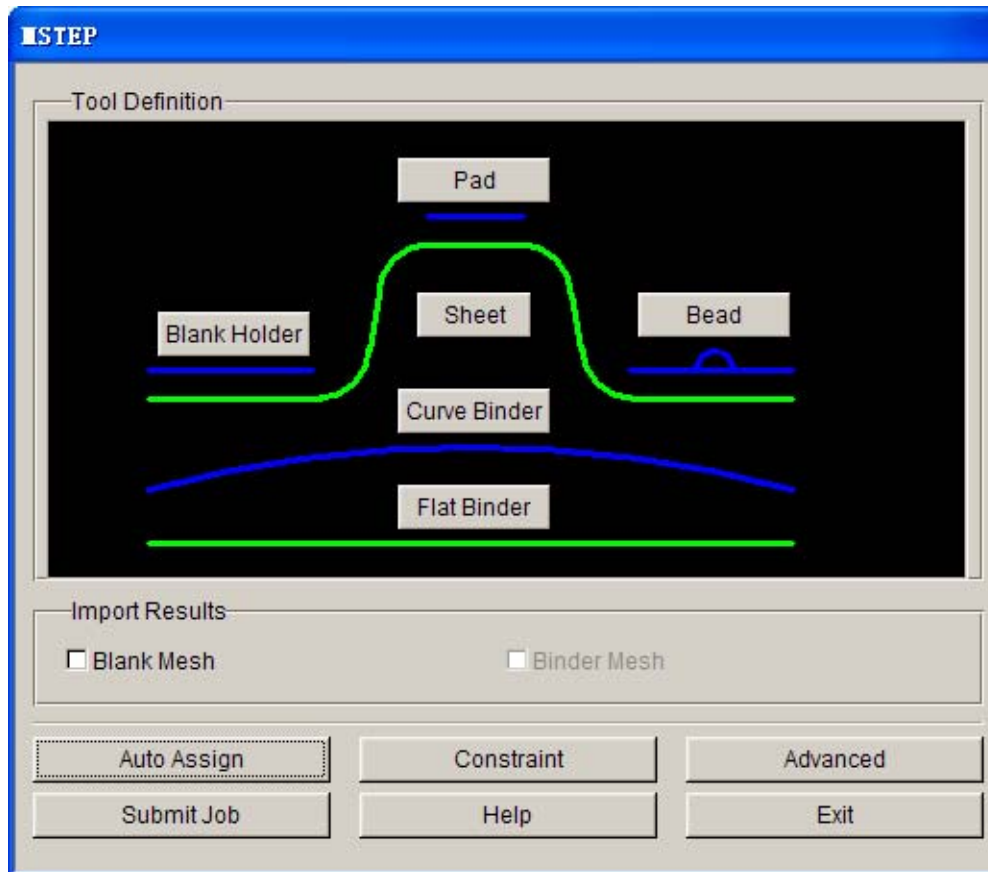 STEP
Tool Definition
Pad
Sheet
Bead
Blank Holder
Curve Binder
Flat Binder
Import Results
Blank Mesh
Binder Mesh
Auto Assign
Constraint
Advanced
Submit Job
Help
Exit